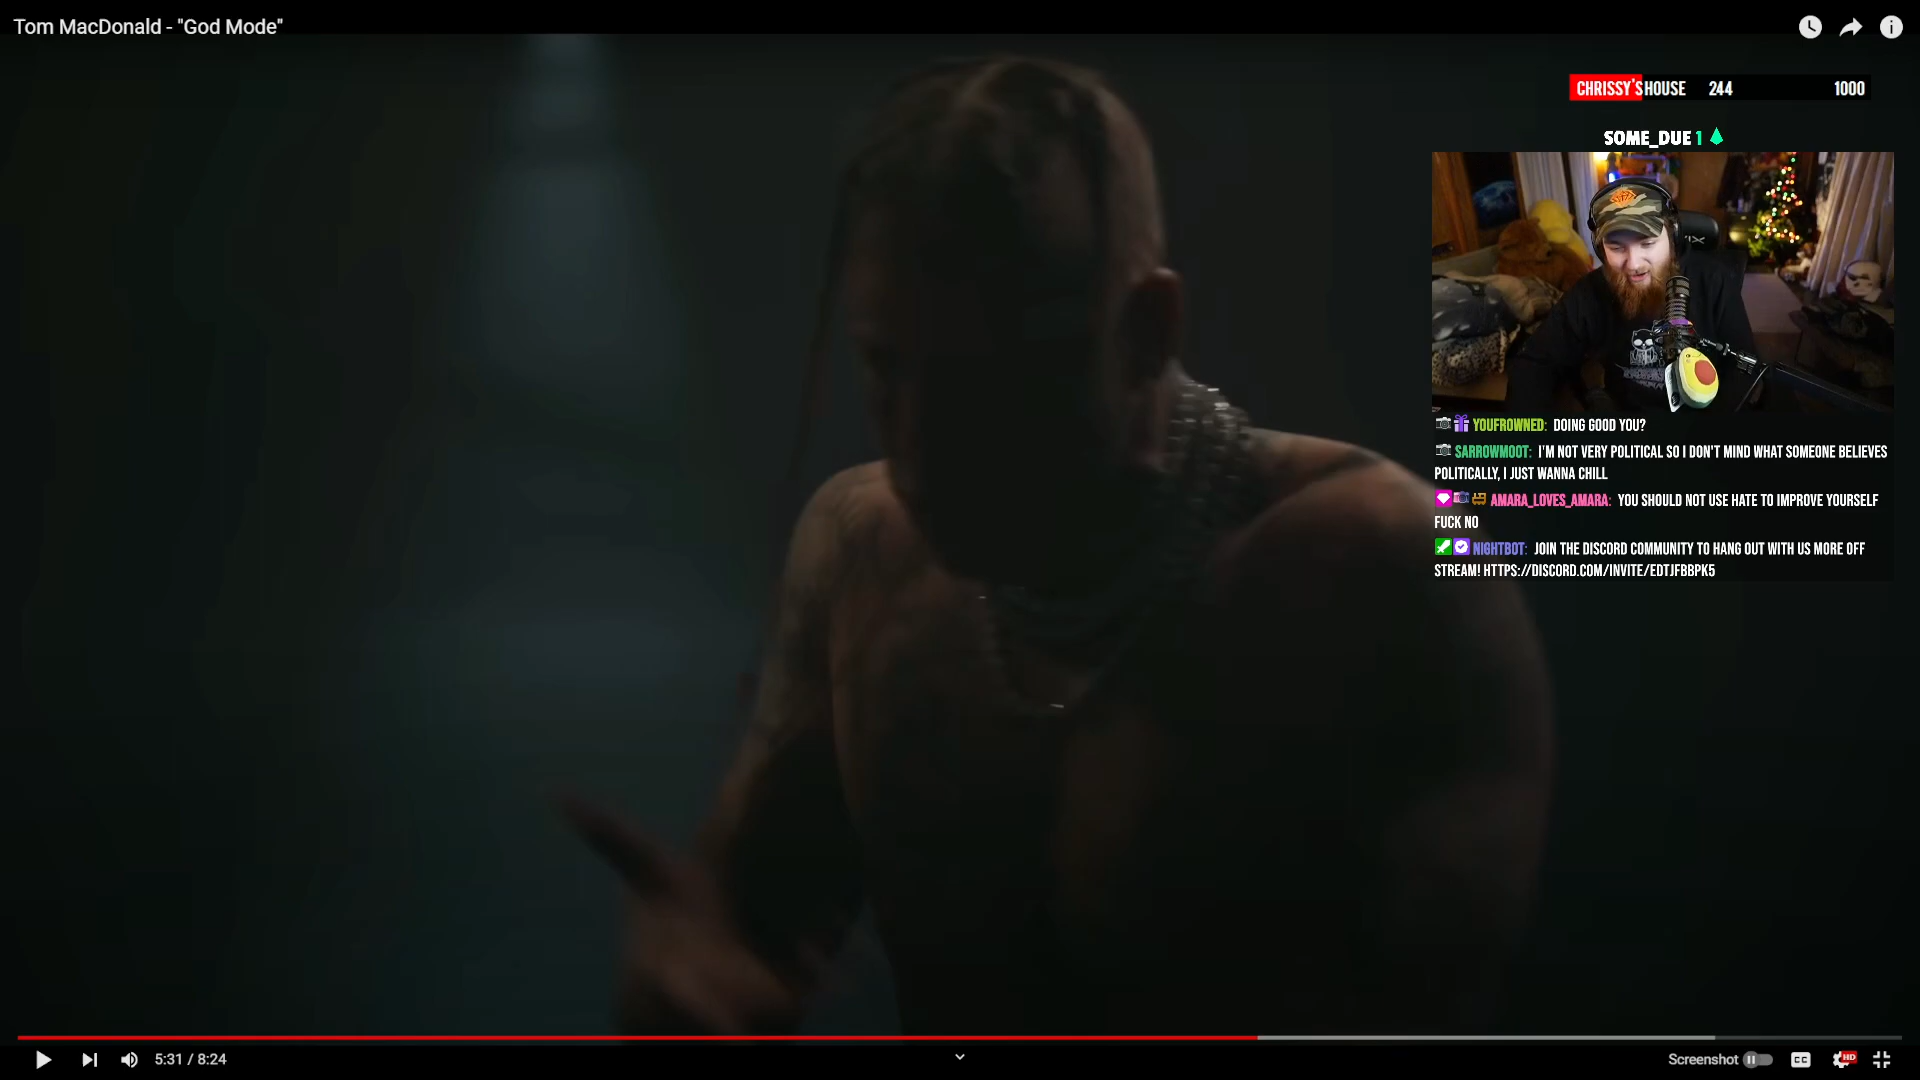 Tom MacDonald - "God Mode"
CHRISSY'S HOUSE 244 1000
SOME_DUE 1
YOUFROWNED: DOING GOOD YOU?
SARROWMOOT: I'M NOT VERY POLITICAL SO I DON'T MIND WHAT SOMEONE BELIEVES
POLITICALLY, I JUST WANNA CHILL
AMARA_LOVES_AMARA: YOU SHOULD NOT USE HATE TO IMPROVE YOURSELF
FUCK NO
NIGHTBOT: JOIN THE DISCORD COMMUNITY TO HANG OUT WITH US MORE OFF
STREAM! HTTPS://DISCORD.COM/INVITE/EDTJFBBPK5
5:31 / 8:24
Screenshot
CC
HD